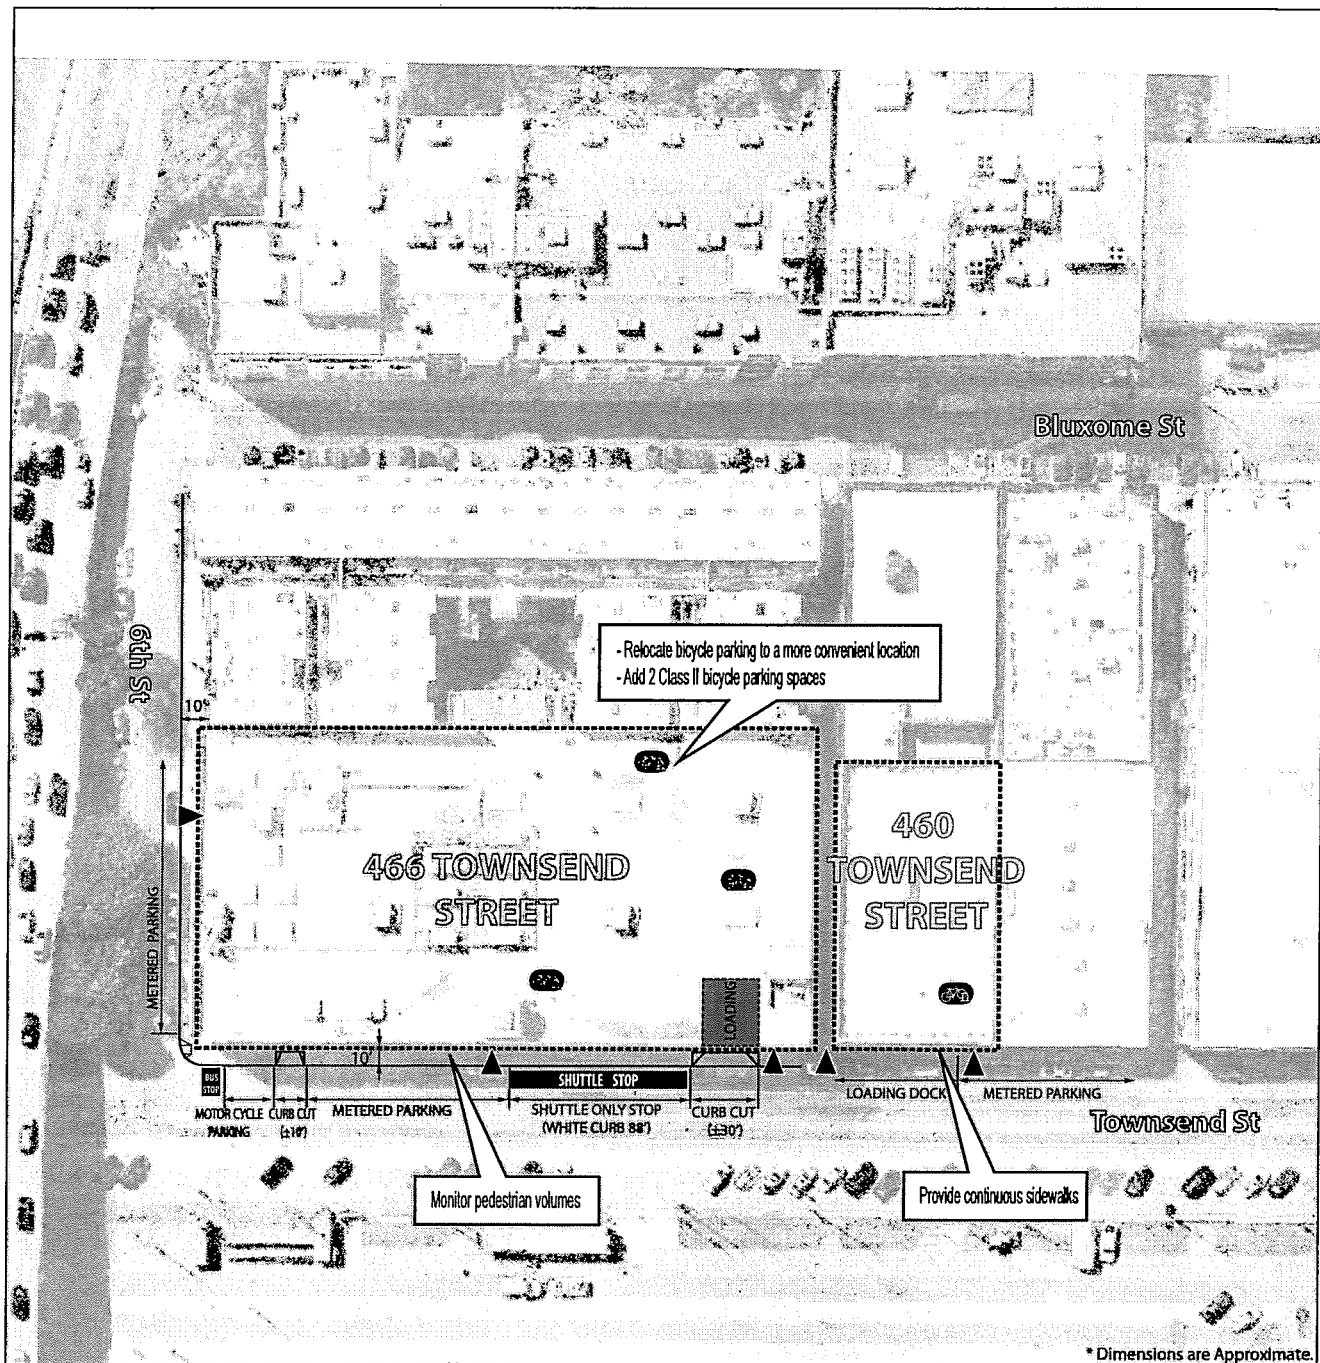 Bluxome St
6th St
- Relocate bicycle parking to a more convenient location
- Add 2 Class II bicycle parking spaces
10'
466 TOWNSEND
STREET
460
TOWNSEND
STREET
METERED PARKING
LOADING
10'
BUS
STOP
SHUTTLE STOP
MOTOR CYCLE
PARKING
CURB CUT
(±10')
METERED PARKING
SHUTTLE ONLY STOP
(WHITE CURB 88')
CURB CUT
(±30')
LOADING DOCK
METERED PARKING
Townsend St
Monitor pedestrian volumes
Provide continuous sidewalks
* Dimensions are Approximate.